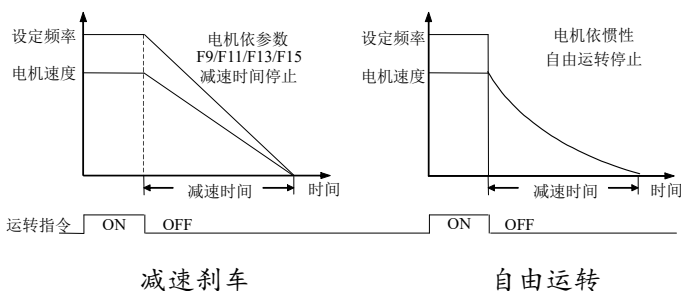 设定频率
电机速度
电机依参数
F9/F11/F13/F15
减速时间停止
减速时间
时间
运转指令
ON
OFF
减速刹车
设定频率
电机速度
电机依惯性
自由运转停止
减速时间
时间
ON
OFF
自由运转